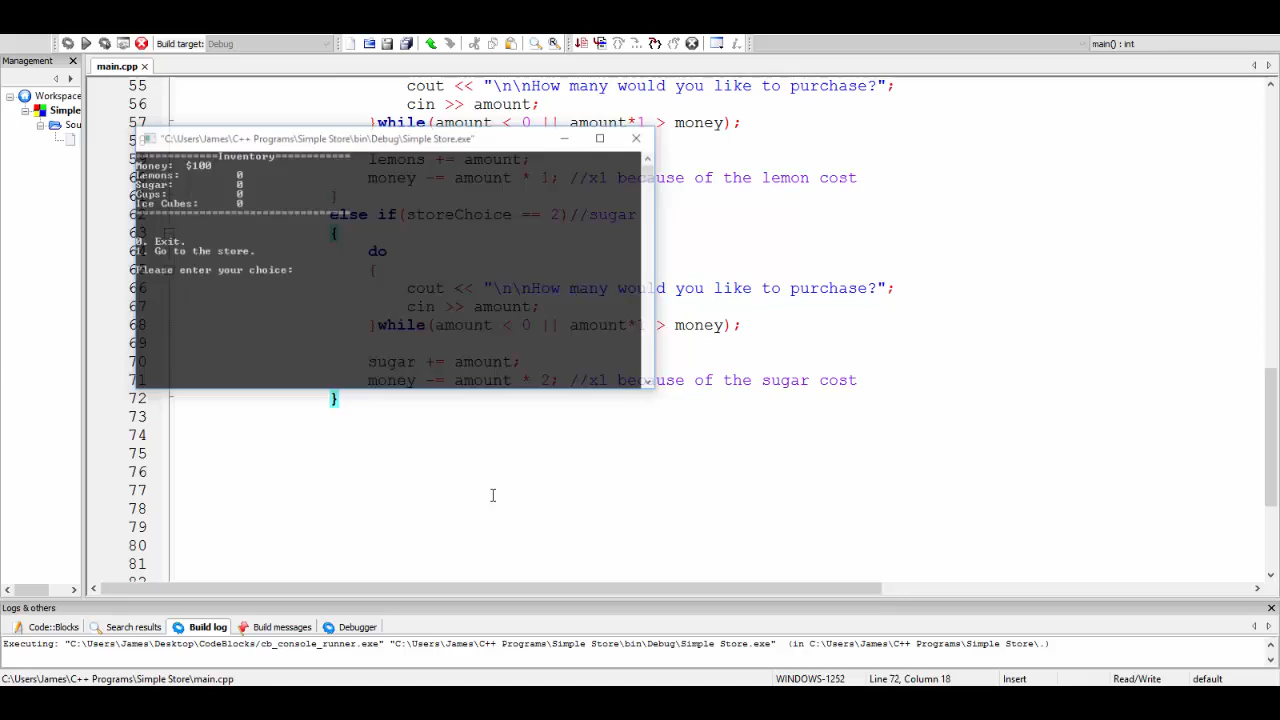 Build target: Debug
main() : int
Management
main.cpp
Workspace
Simple
Sou
55 cout << "\n\nHow many would you like to purchase?";
56 cin >> amount;
57 }while(amount < 0 || amount*1 > money);
"C:\Users\James\C++ Programs\Simple Store\bin\Debug\Simple Store.exe"
============Inventory============
Money: $100
Lemons: 0
Sugar: 0
Cups: 0
Ice Cubes: 0
0. Exit.
Go to the store.
Please enter your choice:
lemons += amount;
money -= amount * 1; //x1 because of the lemon cost
}
62 else if(storeChoice == 2)//sugar
63 {
do
{
66 cout << "\n\nHow many would you like to purchase?";
67 cin >> amount;
68 }while(amount < 0 || amount*1 > money);
69
70 sugar += amount;
71 money -= amount * 2; //x1 because of the sugar cost
72 }
73
74
75
76
77
78
79
80
81
Logs & others
Code::Blocks Search results Build log Build messages Debugger
Executing: "C:\Users\James\Desktop\CodeBlocks/cb_console_runner.exe" "C:\Users\James\C++ Programs\Simple Store\bin\Debug\Simple Store.exe" (in C:\Users\James\C++ Programs\Simple Store\.)
C:\Users\James\C++ Programs\Simple Store\main.cpp WINDOWS-1252 Line 72, Column 18 Insert Read/Write default